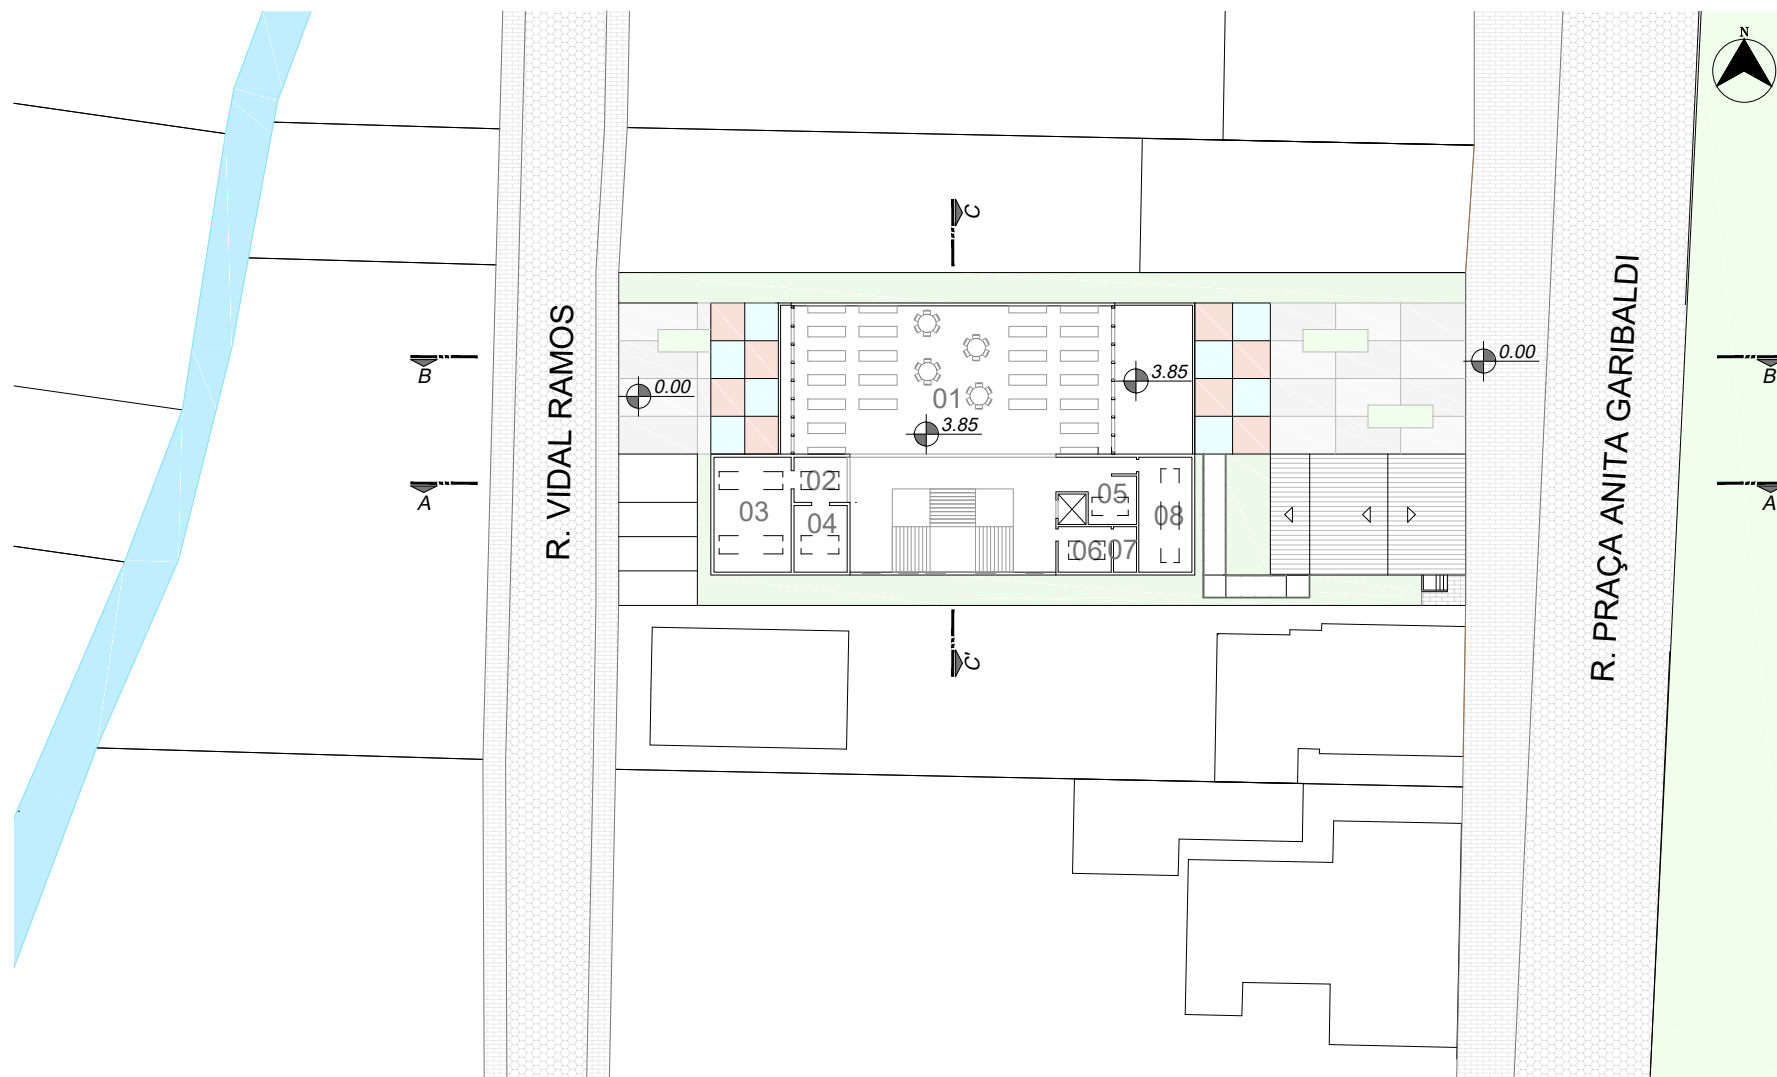 N
C
R. VIDAL RAMOS
R. PRAÇA ANITA GARIBALDI
B
B
0.00
3.85
0.00
01
3.85
A
A
02
03
04
05
06
07
08
C'